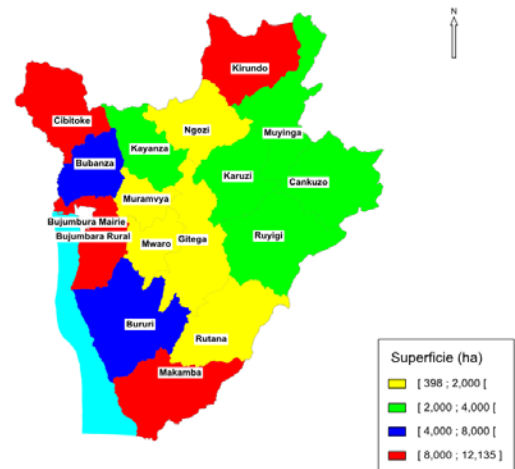 N
Kirundo
Cibitoke
Ngozi
Muyinga
Kayanza
Bubanza
Karuzi
Cankuzo
Muramvya
Bujumbura Mairie
Bujumbara Rural
Gitega
Ruyigi
Mwaro
Bururi
Rutana
Makamba
Superficie (ha)
[ 398 ; 2,000 [
[ 2,000 ; 4,000 [
[ 4,000 ; 8,000 [
[ 8,000 ; 12,135 [